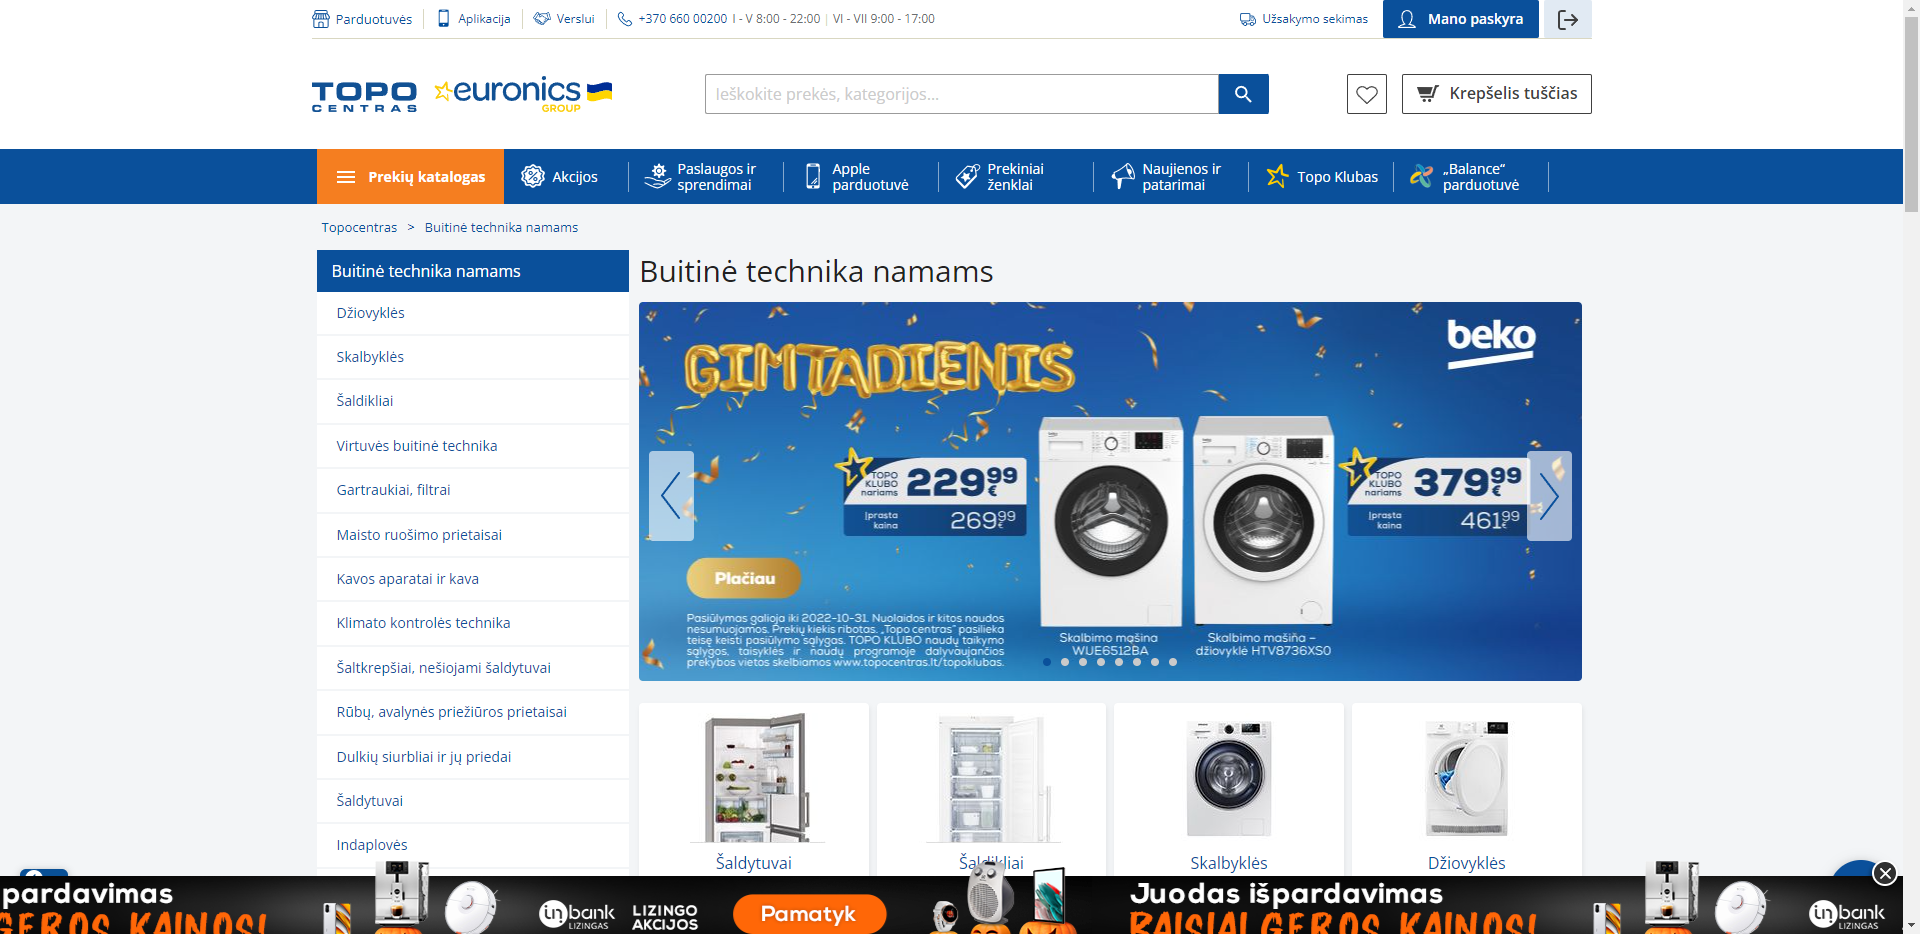 Parduotuvės
Aplikacija
Verslui
+370 660 00200 I - V 8:00 - 22:00 | VI - VII 9:00 - 17:00
Užsakymo sekimas
Mano paskyra
TOPO CENTRAS
euronics GROUP
Ieškokite prekės, kategorijos...
Krepšelis tuščias
Prekių katalogas
Akcijos
Paslaugos ir
sprendimai
Apple
parduotuvė
Prekiniai
ženklai
Naujienos ir
patarimai
Topo Klubas
„Balance“
parduotuvė
Topocentras > Buitinė technika namams
Buitinė technika namams
Džiovyklės
Skalbyklės
Šaldikliai
Virtuvės buitinė technika
Gartraukiai, filtrai
Maisto ruošimo prietaisai
Kavos aparatai ir kava
Klimato kontrolės technika
Šaltkrepšiai, nešiojami šaldytuvai
Rūbų, avalynės priežiūros prietaisai
Dulkių siurbliai ir jų priedai
Šaldytuvai
Indaplovės
Buitinė technika namams
beko
GIMTADIENIS
TOPO
KLUBO
nariams
229 99 €
Įprasta
kaina
269 99 €
TOPO
KLUBO
nariams
379 99 €
Įprasta
kaina
461 99 €
Plačiau
Pasiūlymas galioja iki 2022-10-31. Nuolaidos ir kitos naudos
nesumuojamos. Prekių kiekis ribotas. „Topo centras“ pasilieka
teisę keisti pasiūlymo sąlygas. TOPO KLUBO naudų taikymo
sąlygos, taisyklės ir naudų programoje dalyvaujančios
prekybos vietos skelbiamos www.topocentras.lt/topoklubas.
Skalbimo mašina
WUE6512BA
Skalbimo mašina –
džiovyklė HTV8736XS0
Šaldytuvai
Šaldikliai
Skalbyklės
Džiovyklės
pardavimas
GEROS KAINOS!
inbank
LIZINGAS
LIZINGO
AKCIJOS
Pamatyk
Juodas išpardavimas
BAISIAI GEROS KAINOS!
inbank
LIZINGAS